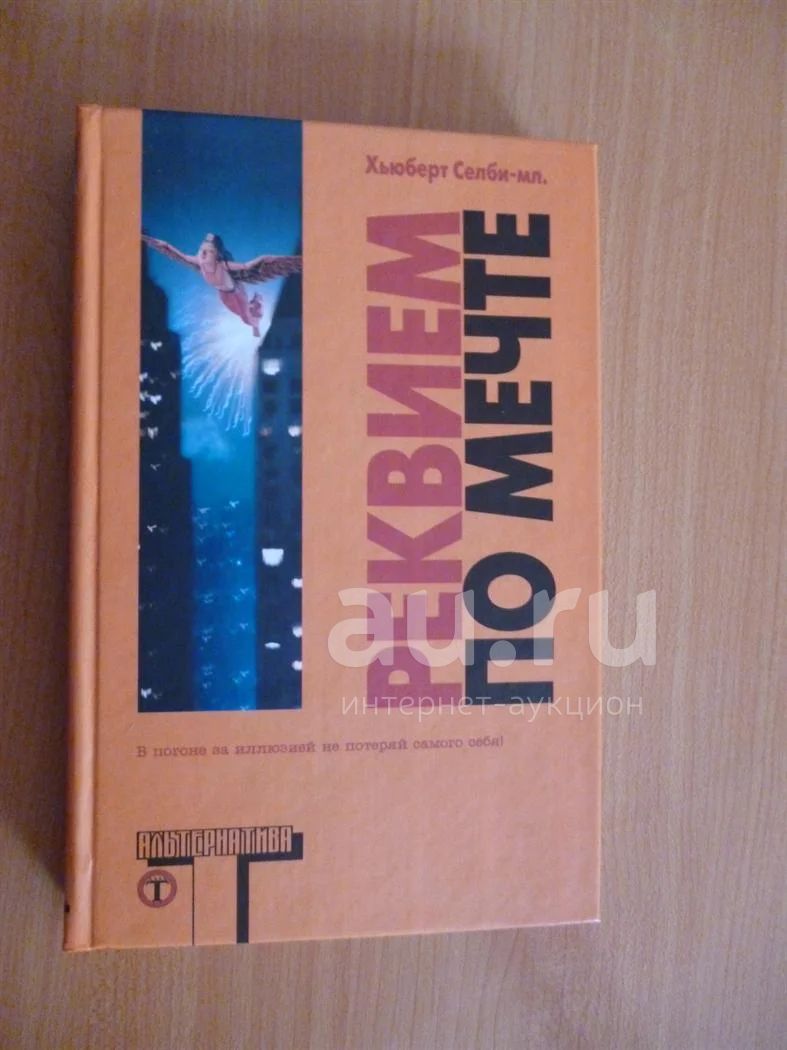 Хьюберт Селби-мл.
РЕКВИЕМ
ПО МЕЧТЕ
au.ru
интернет-аукцион
В погоне за иллюзией не потеряй самого себя!
АЛЬТЕРНАТИВА
Т